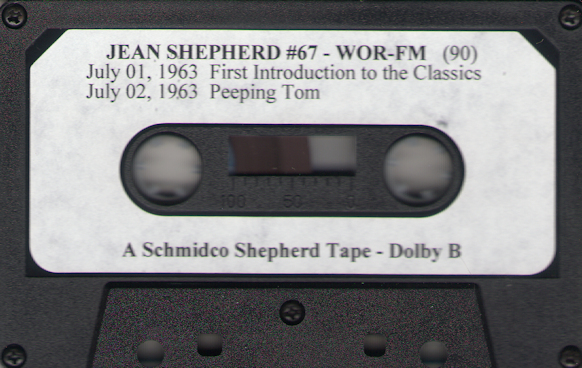 JEAN SHEPHERD #67 - WOR-FM (90)
July 01, 1963 First Introduction to the Classics
July 02, 1963 Peeping Tom
100 50 0
A Schmidco Shepherd Tape - Dolby B